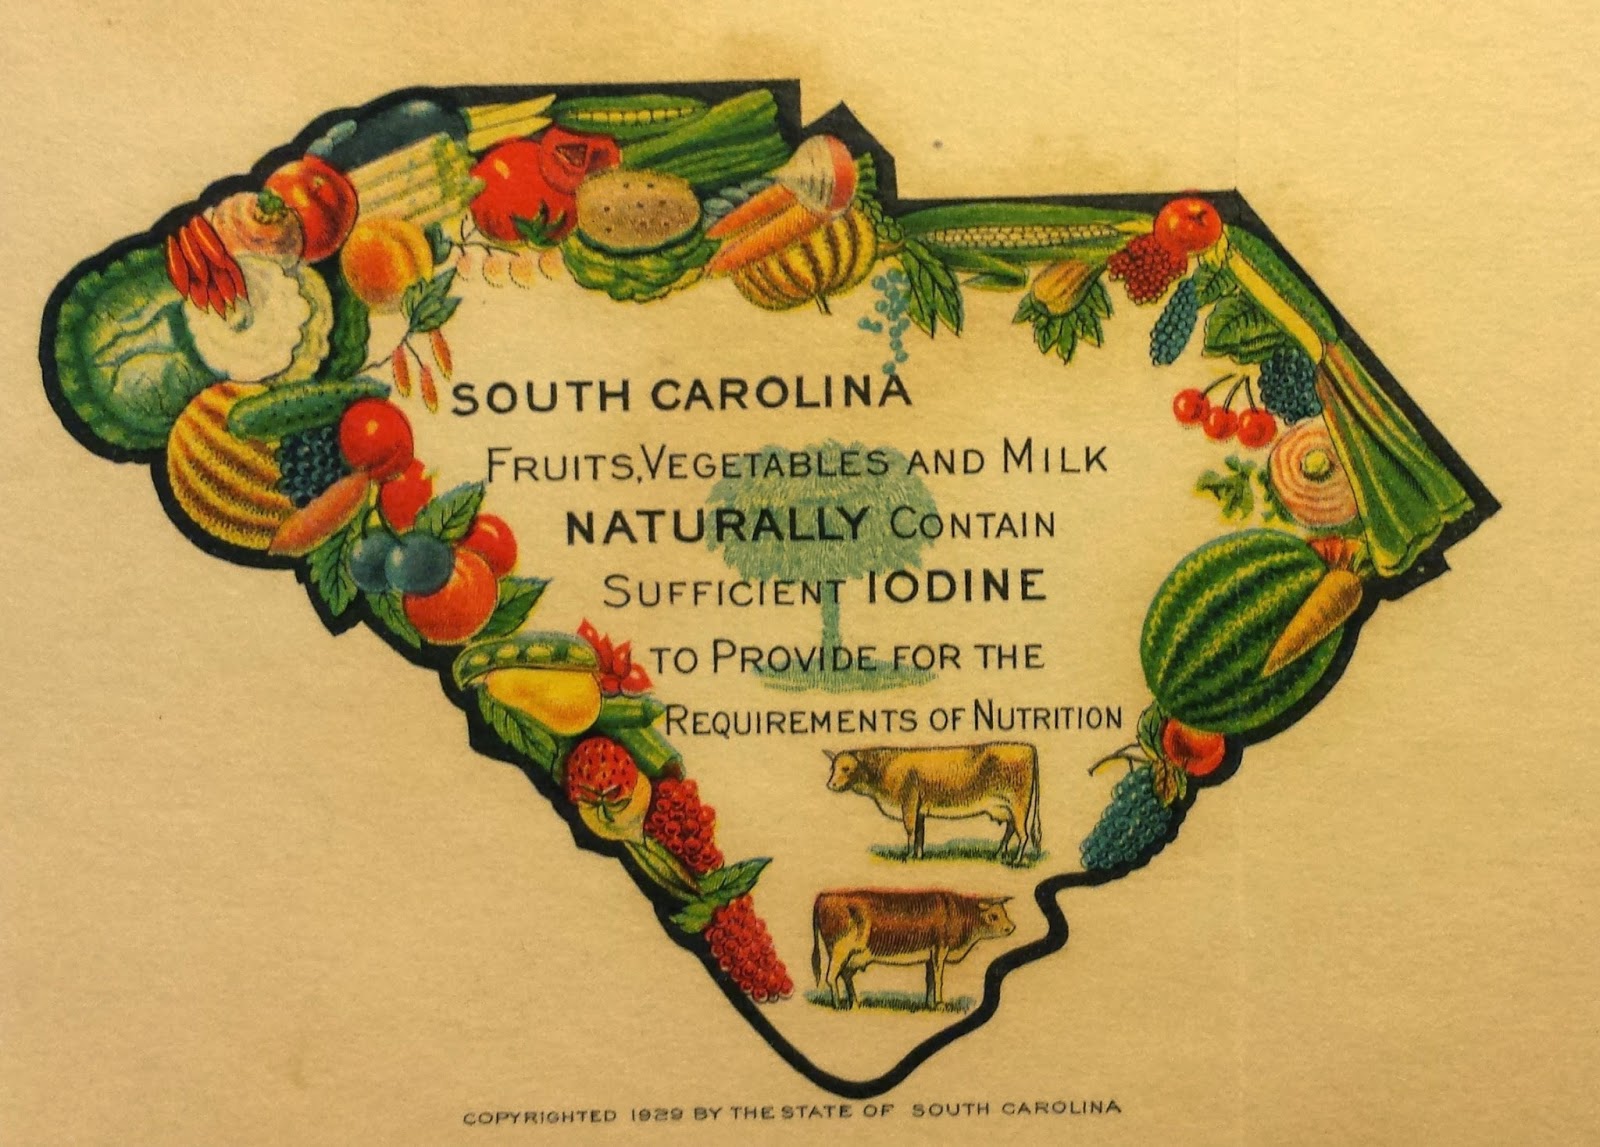 SOUTH CAROLINA
FRUITS, VEGETABLES AND MILK
NATURALLY CONTAIN
SUFFICIENT IODINE
TO PROVIDE FOR THE
REQUIREMENTS OF NUTRITION
COPYRIGHTED 1929 BY THE STATE OF SOUTH CAROLINA